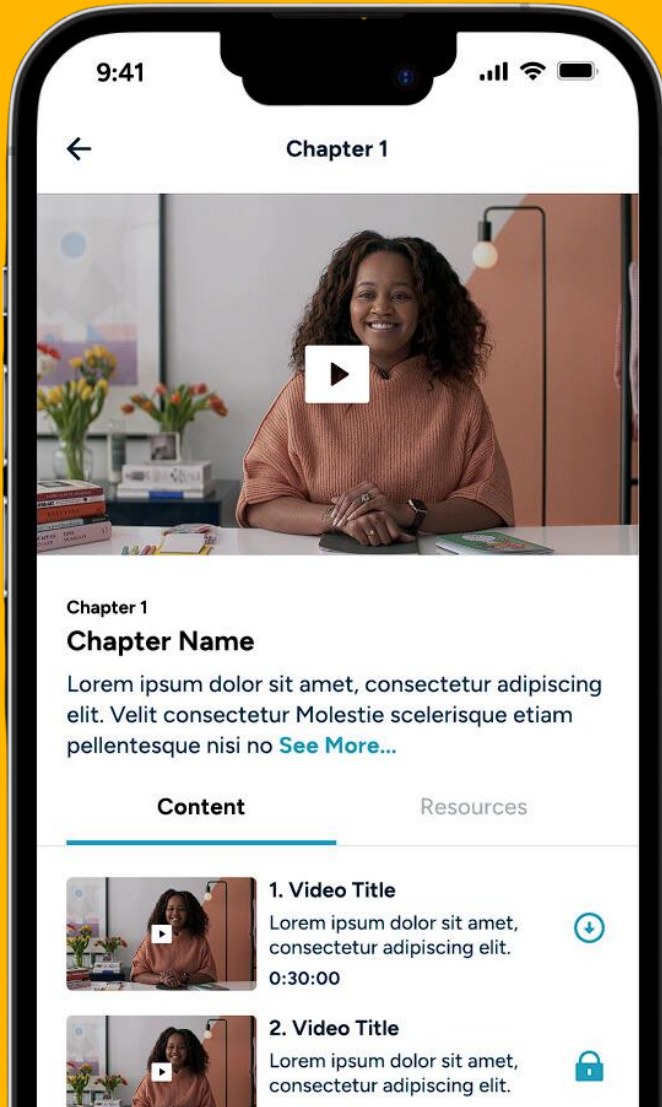 9:41
Chapter 1
Chapter 1
Chapter Name
Lorem ipsum dolor sit amet, consectetur adipiscing
elit. Velit consectetur Molestie scelerisque etiam
pellentesque nisi no See More...
Content
Resources
1. Video Title
Lorem ipsum dolor sit amet,
consectetur adipiscing elit.
0:30:00
2. Video Title
Lorem ipsum dolor sit amet,
consectetur adipiscing elit.